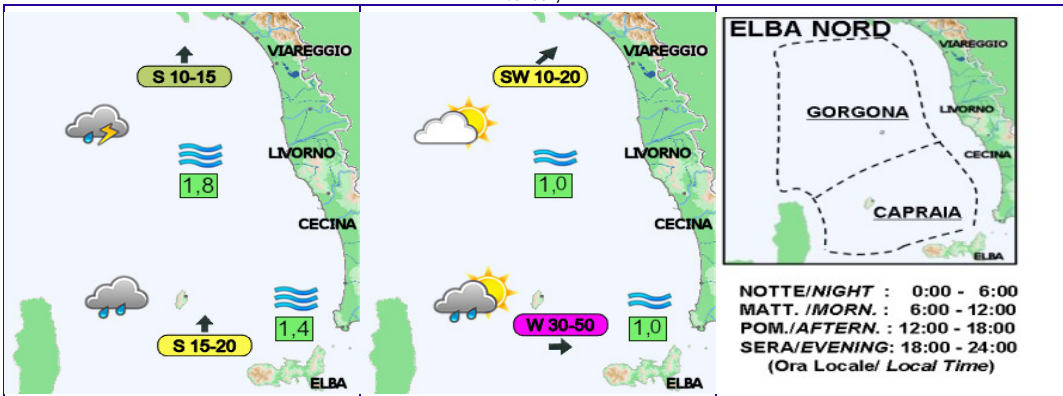 VIAREGGIO
S 10-15
LIVORNO
1,8
CECINA
1,4
S 15-20
ELBA
VIAREGGIO
SW 10-20
LIVORNO
1,0
CECINA
W 30-50
1,0
ELBA
ELBA NORD
VIAREGGIO
GORGONA
LIVORNO
CECINA
CAPRAIA
ELBA
NOTTE/NIGHT : 0:00 - 6:00
MATT. /MORN. : 6:00 - 12:00
POM./AFTERN. : 12:00 - 18:00
SERA/EVENING: 18:00 - 24:00
(Ora Locale/ Local Time)